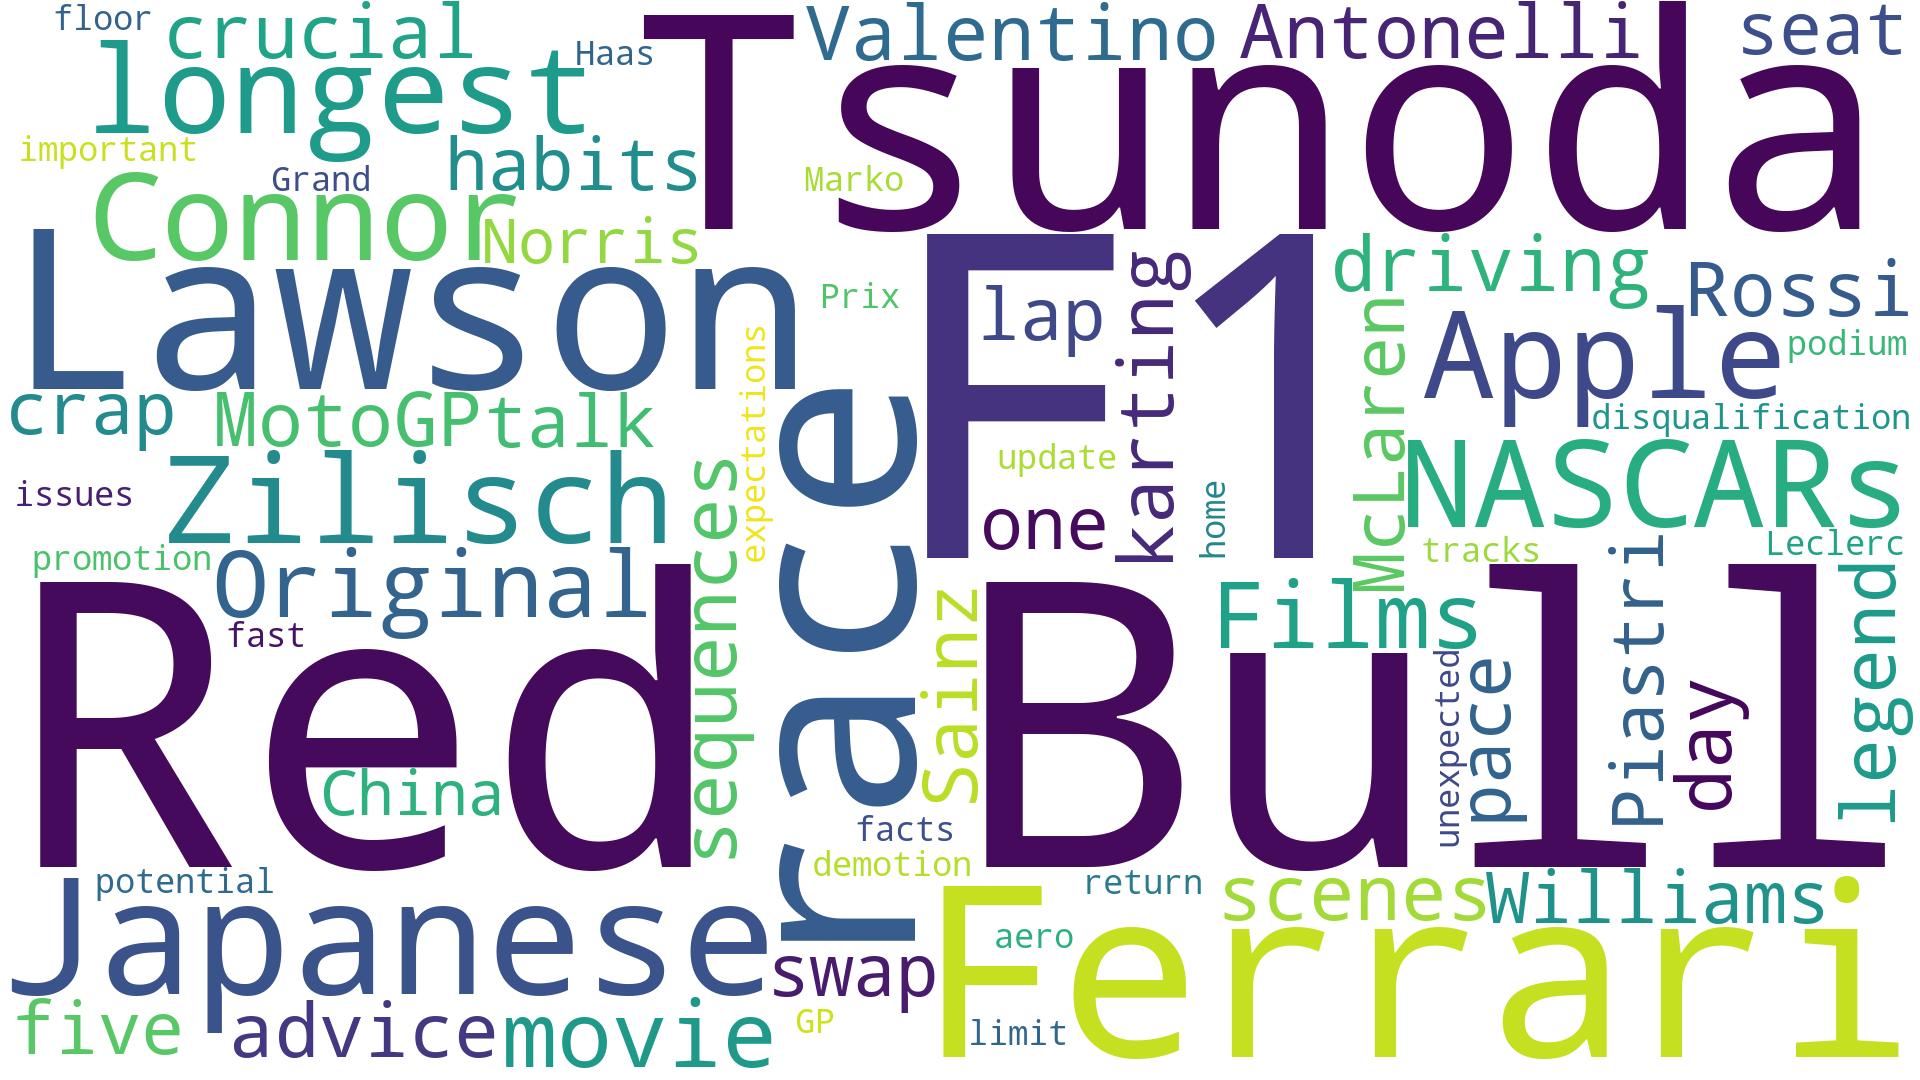 floor
crucial
Valentino
Antonelli
seat
longest
Haas
Tsunoda
important
habits
Grand
Marko
Connor
Norris
Lawson
F1
driving
Rossi
lap
karting
Prix
McLaren
Apple
podium
expectations
crap
MotoGPtalk
disqualification
NASCARs
update
Zilisch
issues
race
one
home
tracks
Leclerc
promotion
Original
sequences
Films
Piastri
legend
fast
Red
Bull
Sainz
unexpected
pace
day
China
facts
demotion
potential
return
scenes
Williams
Japanese
Ferrari
aero
swap
five
advice
movie
GP
limit